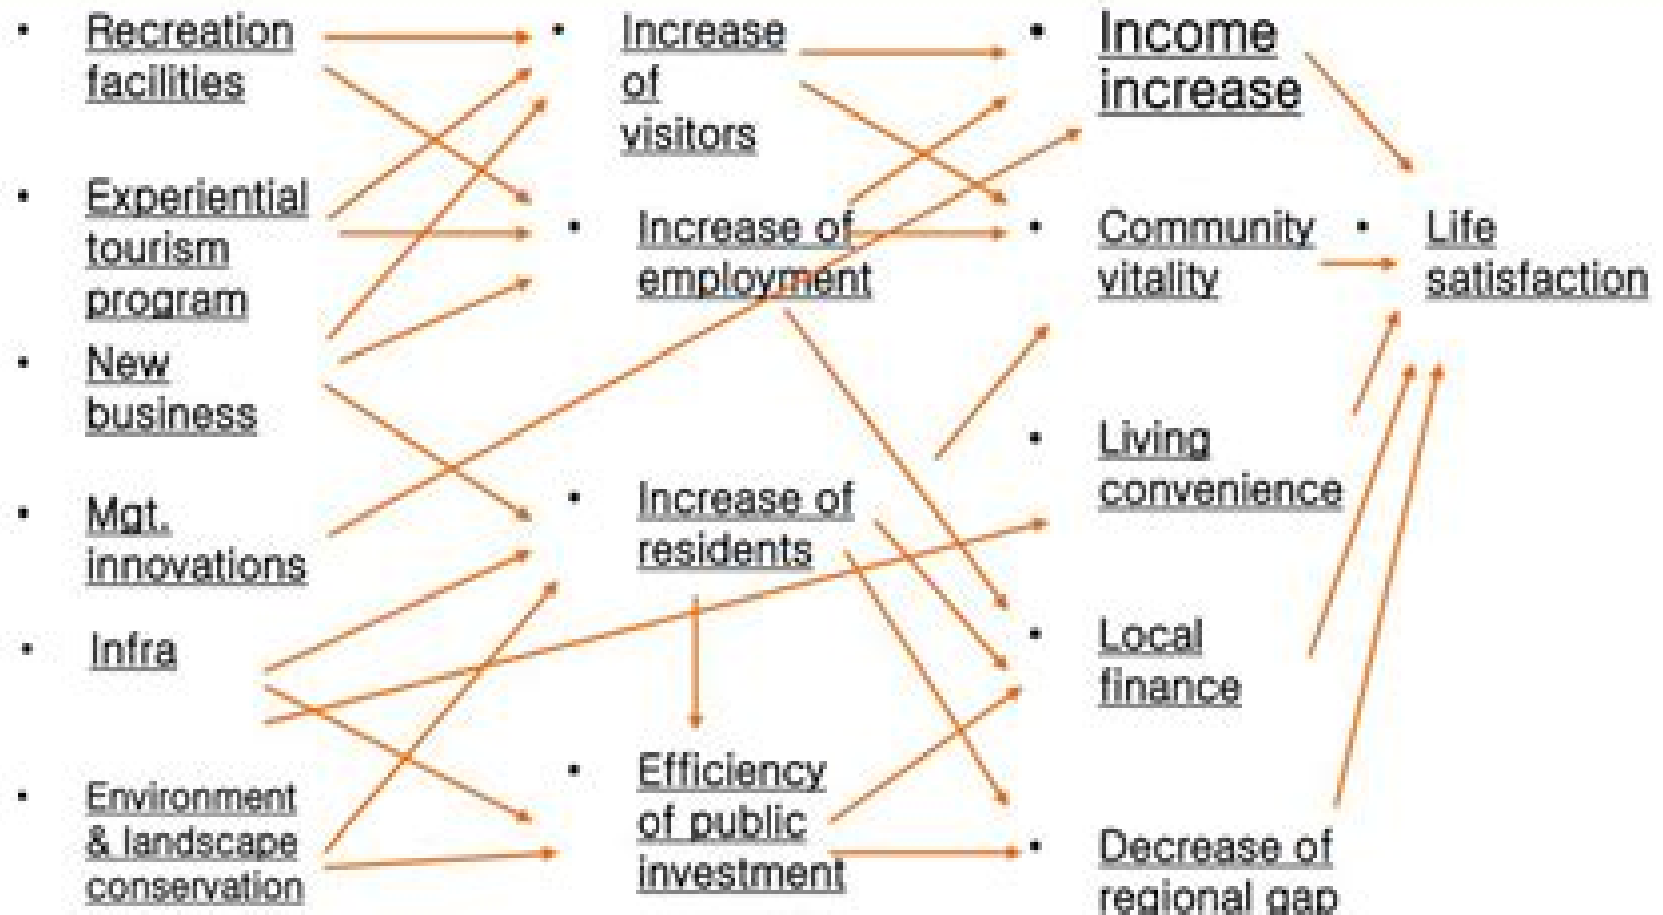 • Recreation
facilities
• Experiential
tourism
program
• New
business
• Mgt.
innovations
• Infra
• Environment
& landscape
conservation
• Increase
of
visitors
• Increase of
employment
• Increase of
residents
• Efficiency
of public
investment
• Income
increase
• Community
vitality
• Living
convenience
• Local
finance
• Decrease of
regional gap
• Life
satisfaction